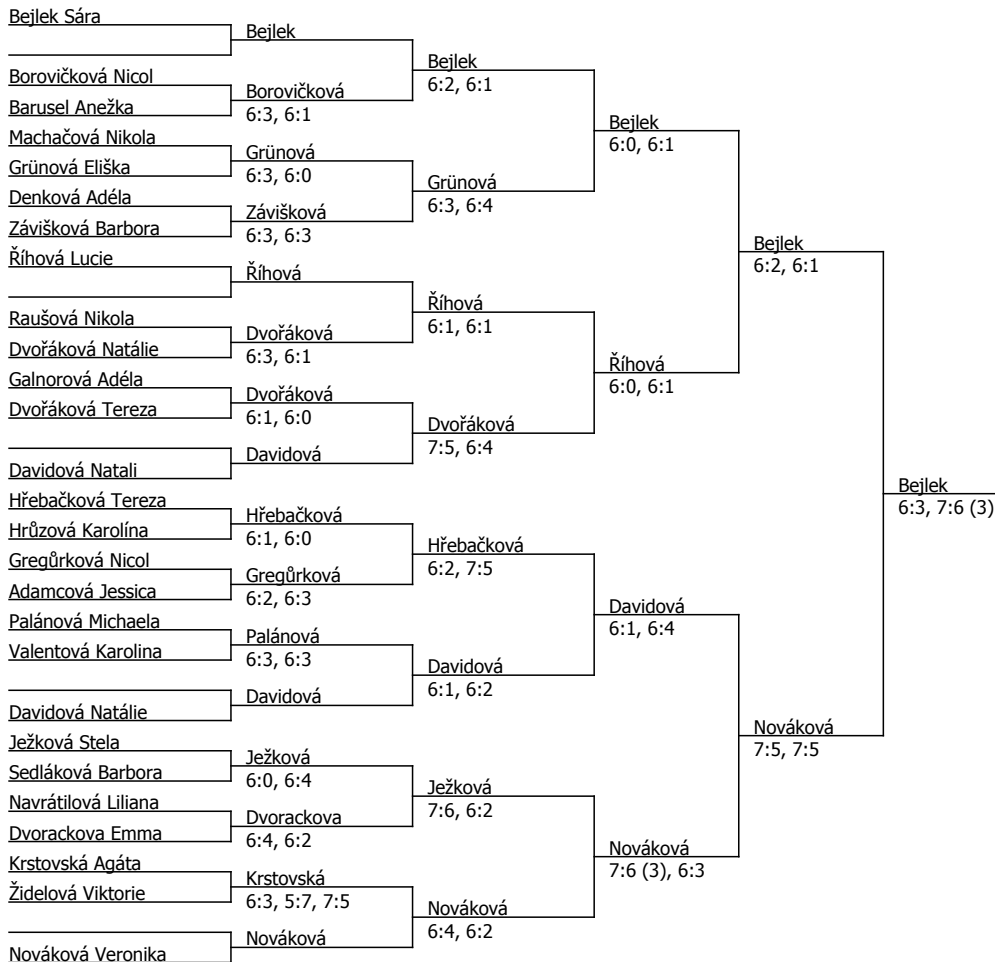 Bejlek Sára
Borovičková Nicol
Barusel Anežka
Machačová Nikola
Grünová Eliška
Denková Adéla
Závišková Barbora
Říhová Lucie
Raušová Nikola
Dvořáková Natálie
Galnorová Adéla
Dvořáková Tereza
Davidová Natali
Hřebačková Tereza
Hrůzová Karolína
Gregůrková Nicol
Adamcová Jessica
Palánová Michaela
Valentová Karolina
Davidová Natálie
Ježková Stela
Sedláková Barbora
Navrátilová Liliana
Dvorackova Emma
Krstovská Agáta
Židelová Viktorie
Nováková Veronika
Bejlek
Borovičková
6:3, 6:1
Grünová
6:3, 6:0
Závišková
6:3, 6:3
Říhová
Dvořáková
6:3, 6:1
Dvořáková
6:1, 6:0
Davidová
Hřebačková
6:1, 6:0
Gregůrková
6:2, 6:3
Palánová
6:3, 6:3
Davidová
Ježková
6:0, 6:4
Dvorackova
6:4, 6:2
Krstovská
6:3, 5:7, 7:5
Nováková
Bejlek
6:2, 6:1
Grünová
6:3, 6:4
Říhová
6:1, 6:1
Dvořáková
7:5, 6:4
Hřebačková
6:2, 7:5
Davidová
6:1, 6:2
Ježková
7:6, 6:2
Nováková
6:4, 6:2
Bejlek
6:0, 6:1
Říhová
6:0, 6:1
Davidová
6:1, 6:4
Nováková
7:6 (3), 6:3
Bejlek
6:2, 6:1
Nováková
7:5, 7:5
Bejlek
6:3, 7:6 (3)